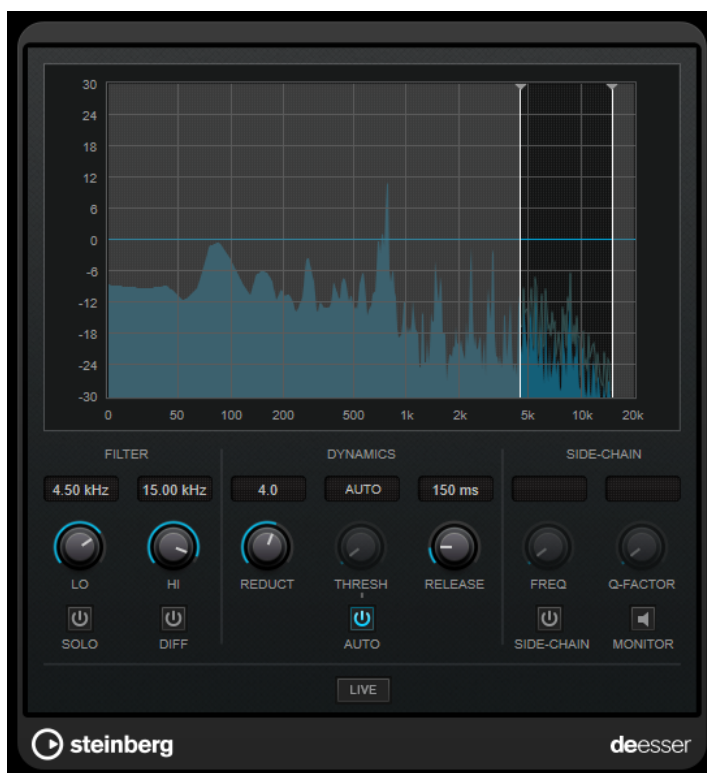 30
24
18
12
6
0
-6
-12
-18
-24
-30
0 50 100 200 500 1k 2k 5k 10k 20k
FILTER DYNAMICS SIDE-CHAIN
4.50 kHz 15.00 kHz 4.0 AUTO 150 ms
LO HI REDUCT THRESH RELEASE FREQ Q-FACTOR
SOLO DIFF AUTO SIDE-CHAIN MONITOR
LIVE
steinberg deesser